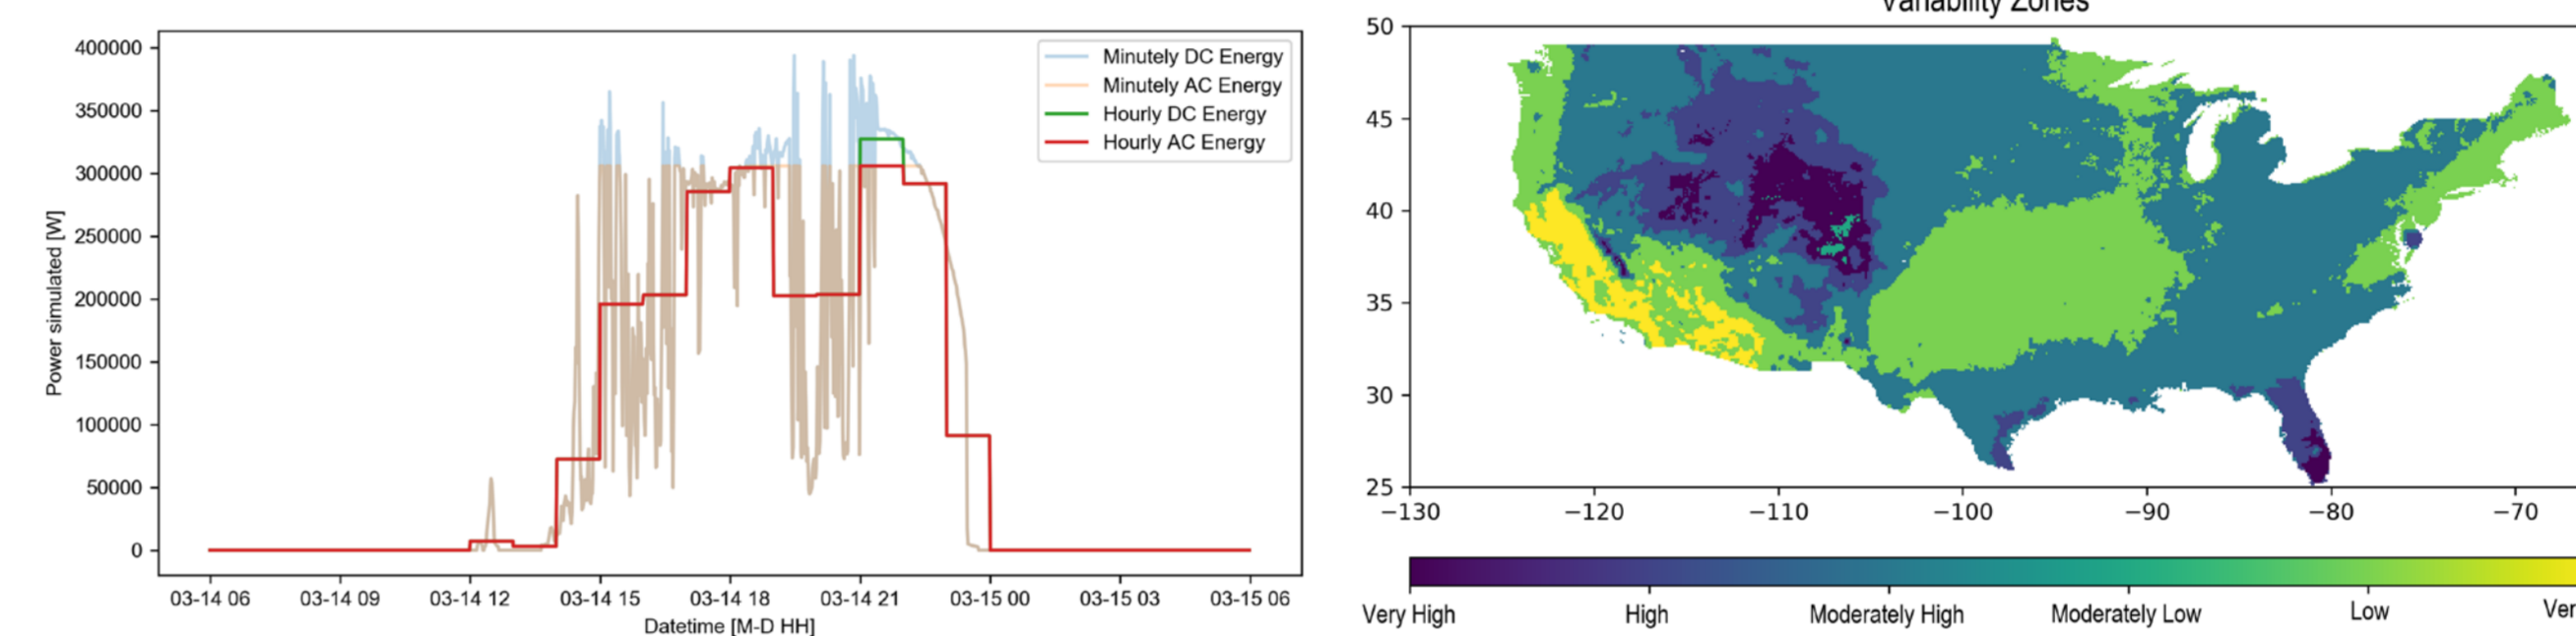 400000
350000
300000
250000
200000
150000
100000
50000
0
Power simulated [W]
Minutely DC Energy
Minutely AC Energy
Hourly DC Energy
Hourly AC Energy
03-14 06 03-14 09 03-14 12 03-14 15 03-14 18 03-14 21 03-15 00 03-15 03 03-15 06
Datetime [M-D HH]
Variability Zones
50
45
40
35
30
25
−130 −120 −110 −100 −90 −80 −70
Very High High Moderately High Moderately Low Low